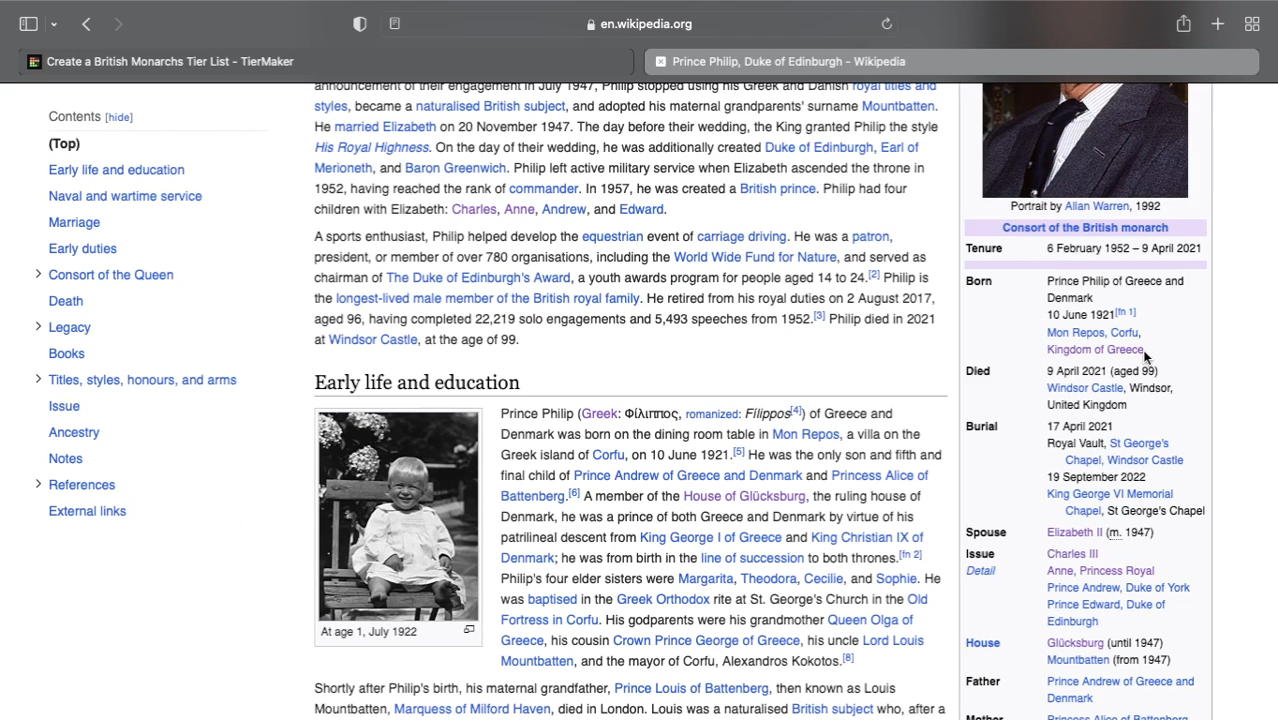 en.wikipedia.org
Create a British Monarchs Tier List - TierMaker
Prince Philip, Duke of Edinburgh - Wikipedia
Contents [hide]
(Top)
Early life and education
Naval and wartime service
Marriage
Early duties
Consort of the Queen
Death
Legacy
Books
Titles, styles, honours, and arms
Issue
Ancestry
Notes
References
External links
announcement of their engagement in July 1947, Philip stopped using his Greek and Danish royal titles and
styles, became a naturalised British subject, and adopted his maternal grandparents' surname Mountbatten.
He married Elizabeth on 20 November 1947. The day before their wedding, the King granted Philip the style
His Royal Highness. On the day of their wedding, he was additionally created Duke of Edinburgh, Earl of
Merioneth, and Baron Greenwich. Philip left active military service when Elizabeth ascended the throne in
1952, having reached the rank of commander. In 1957, he was created a British prince. Philip had four
children with Elizabeth: Charles, Anne, Andrew, and Edward.
A sports enthusiast, Philip helped develop the equestrian event of carriage driving. He was a patron,
president, or member of over 780 organisations, including the World Wide Fund for Nature, and served as
chairman of The Duke of Edinburgh's Award, a youth awards program for people aged 14 to 24.[2] Philip is
the longest-lived male member of the British royal family. He retired from his royal duties on 2 August 2017,
aged 96, having completed 22,219 solo engagements and 5,493 speeches from 1952.[3] Philip died in 2021
at Windsor Castle, at the age of 99.
Early life and education
At age 1, July 1922
Prince Philip (Greek: Φίλιππος, romanized: Filippos[4]) of Greece and
Denmark was born on the dining room table in Mon Repos, a villa on the
Greek island of Corfu, on 10 June 1921.[5] He was the only son and fifth and
final child of Prince Andrew of Greece and Denmark and Princess Alice of
Battenberg.[6] A member of the House of Glücksburg, the ruling house of
Denmark, he was a prince of both Greece and Denmark by virtue of his
patrilineal descent from King George I of Greece and King Christian IX of
Denmark; he was from birth in the line of succession to both thrones.[fn 2]
Philip's four elder sisters were Margarita, Theodora, Cecilie, and Sophie. He
was baptised in the Greek Orthodox rite at St. George's Church in the Old
Fortress in Corfu. His godparents were his grandmother Queen Olga of
Greece, his cousin Crown Prince George of Greece, his uncle Lord Louis
Mountbatten, and the mayor of Corfu, Alexandros Kokotos.[8]
Shortly after Philip's birth, his maternal grandfather, Prince Louis of Battenberg, then known as Louis
Mountbatten, Marquess of Milford Haven, died in London. Louis was a naturalised British subject who, after a
Portrait by Allan Warren, 1992
Consort of the British monarch
Tenure 6 February 1952 – 9 April 2021
Born Prince Philip of Greece and
Denmark
10 June 1921[fn 1]
Mon Repos, Corfu,
Kingdom of Greece
Died 9 April 2021 (aged 99)
Windsor Castle, Windsor,
United Kingdom
Burial 17 April 2021
Royal Vault, St George's
Chapel, Windsor Castle
19 September 2022
King George VI Memorial
Chapel, St George's Chapel
Spouse Elizabeth II (m. 1947)
Issue Charles III
Detail Anne, Princess Royal
Prince Andrew, Duke of York
Prince Edward, Duke of
Edinburgh
House Glücksburg (until 1947)
Mountbatten (from 1947)
Father Prince Andrew of Greece and
Denmark
Mother Princess Alice of Battenberg